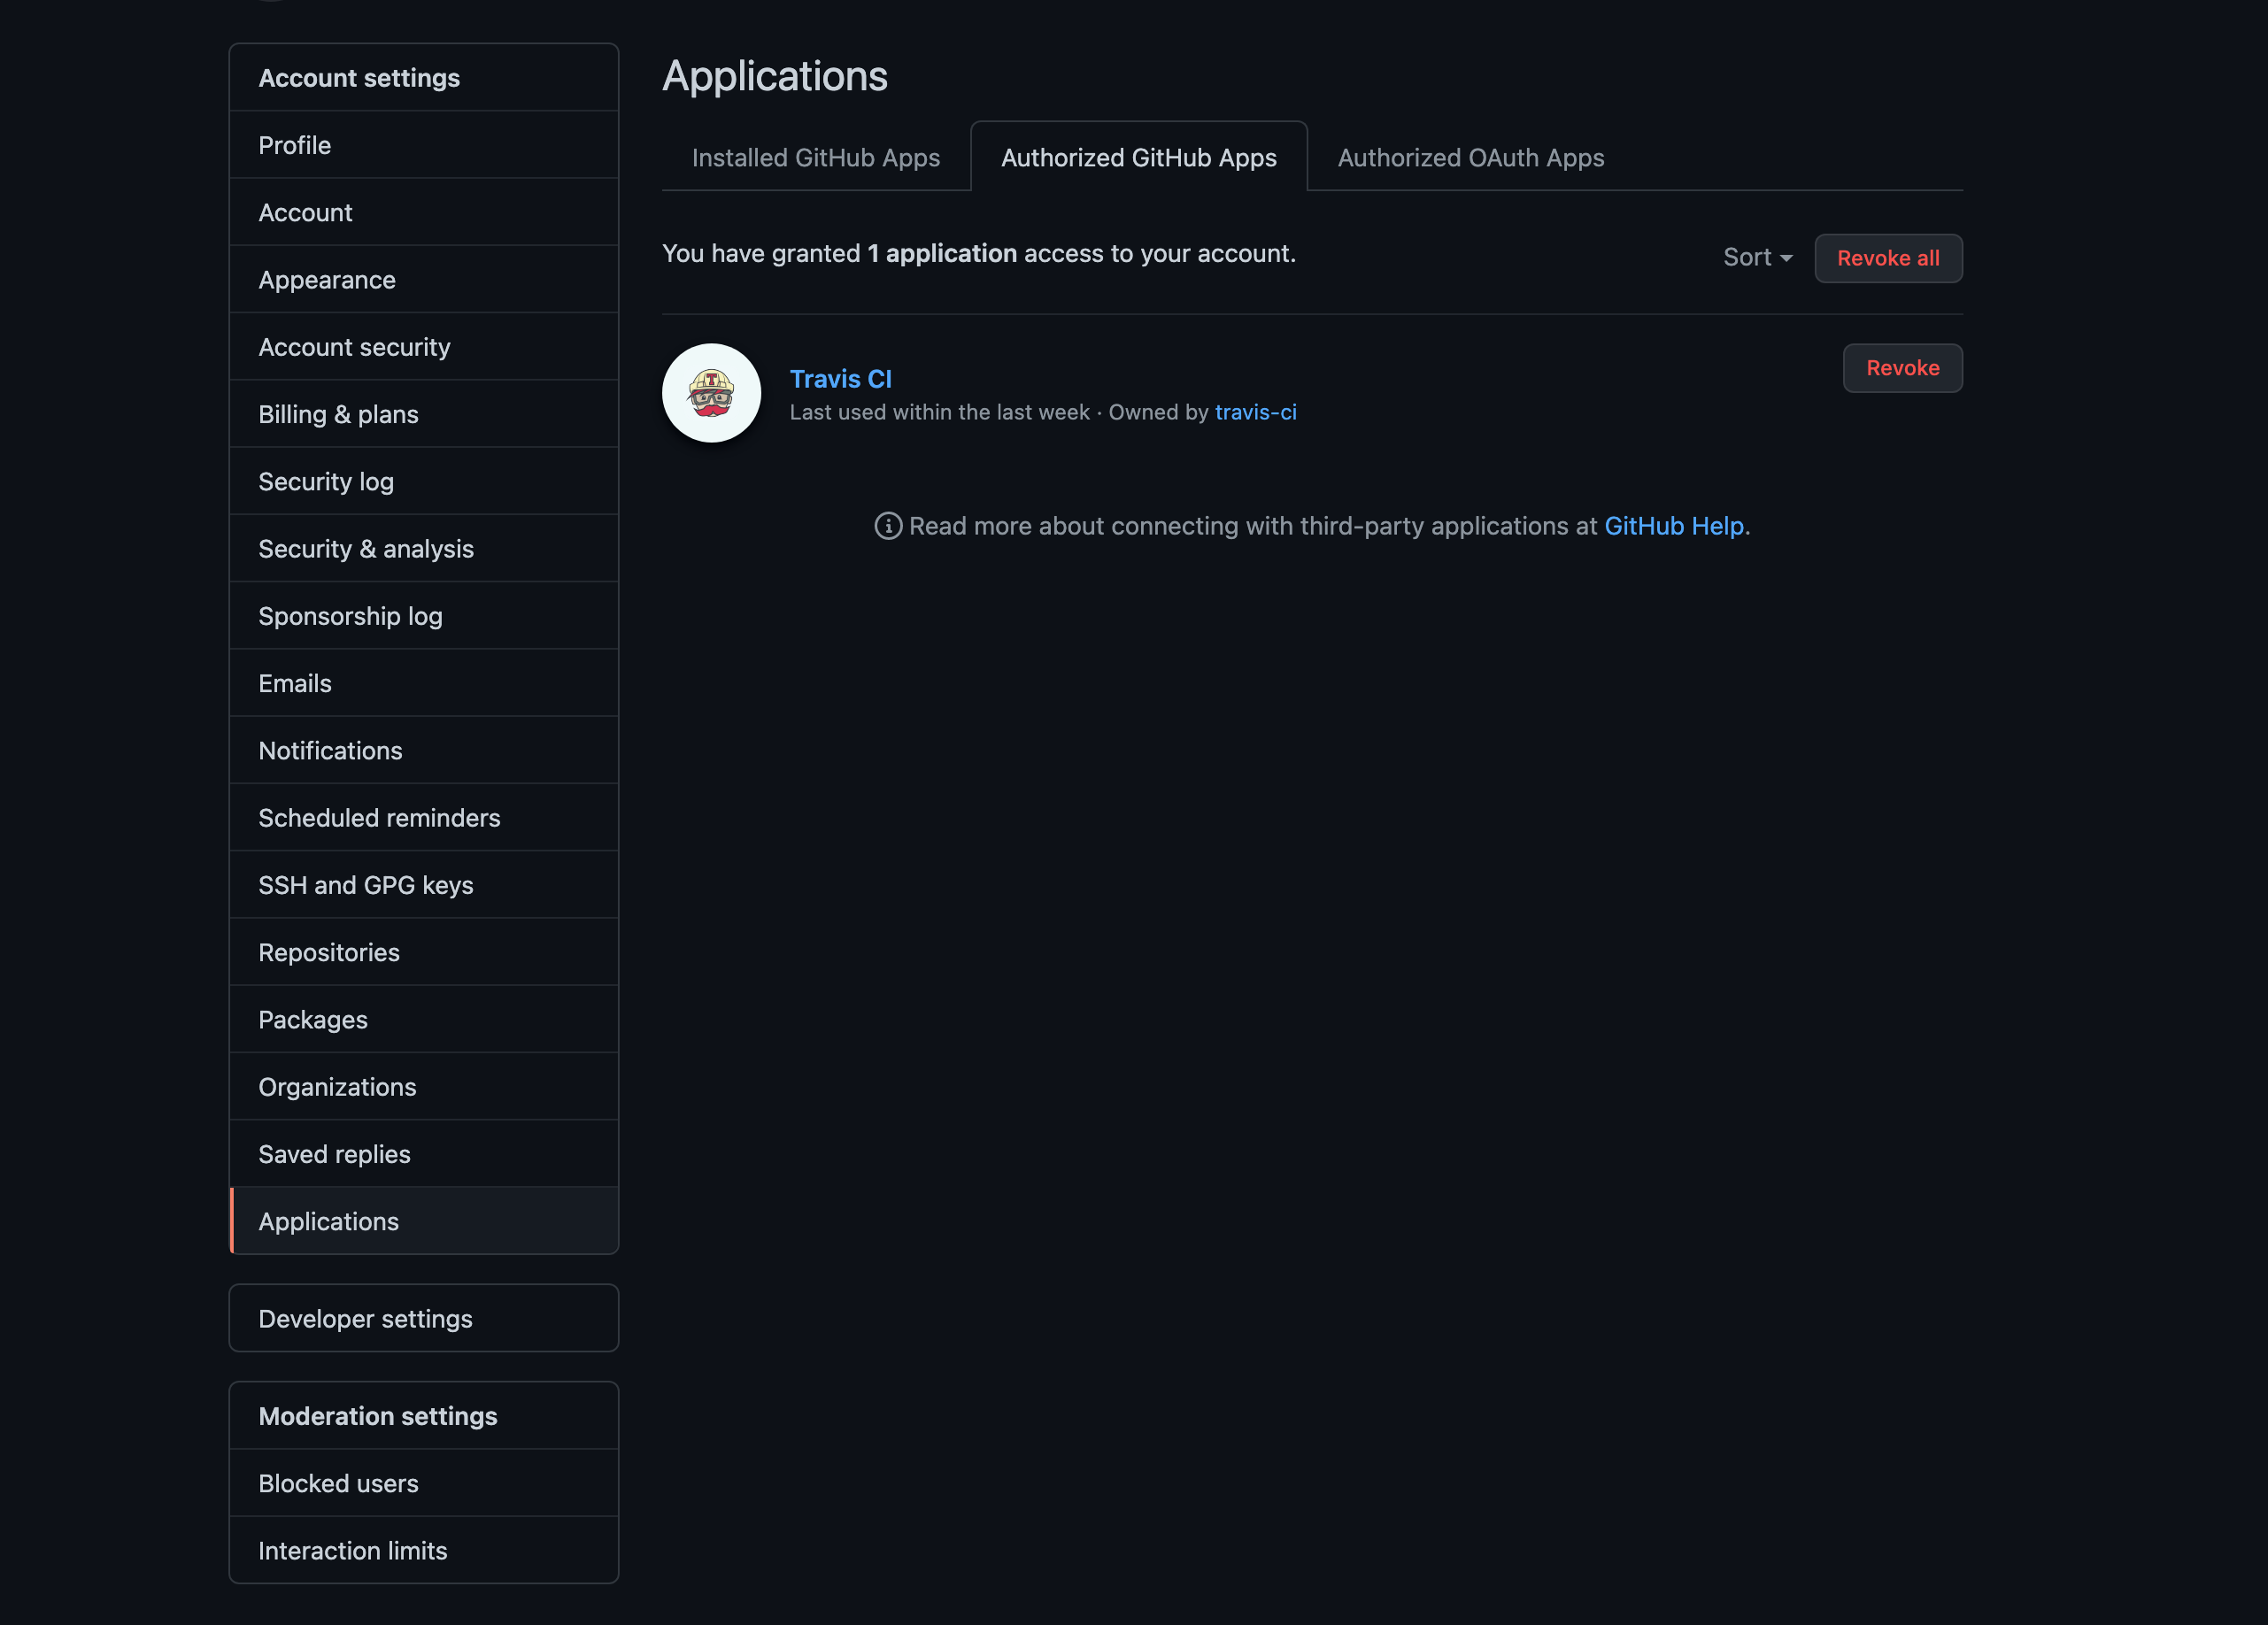 Account settings
Profile
Account
Appearance
Account security
Billing & plans
Security log
Security & analysis
Sponsorship log
Emails
Notifications
Scheduled reminders
SSH and GPG keys
Repositories
Packages
Organizations
Saved replies
Applications
Developer settings
Moderation settings
Blocked users
Interaction limits
Applications
Installed GitHub Apps
Authorized GitHub Apps
Authorized OAuth Apps
You have granted 1 application access to your account.
Sort
Revoke all
T
Travis CI
Last used within the last week · Owned by travis-ci
Revoke
Read more about connecting with third-party applications at GitHub Help.